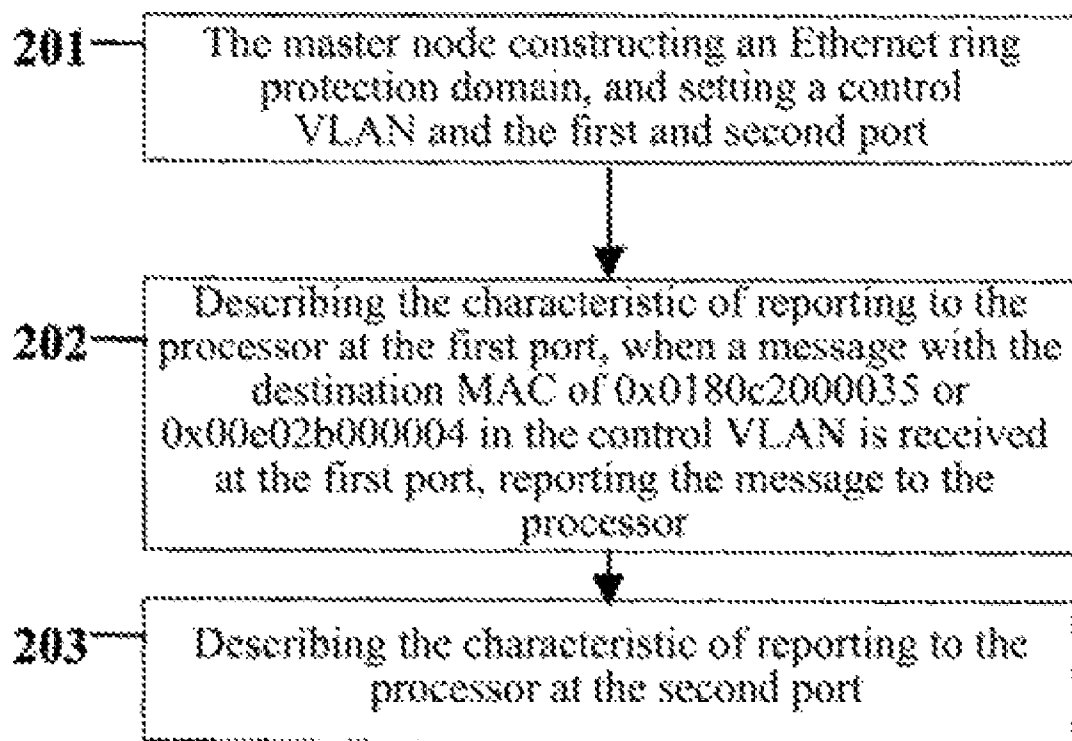 201
The master node constructing an Ethernet ring
protection domain, and setting a control
VLAN and the first and second port
202
Describing the characteristic of reporting to the
processor at the first port, when a message with the
destination MAC of 0x0180c2000035 or
0x00e02b000004 in the control VLAN is received
at the first port, reporting the message to the
processor
203
Describing the characteristic of reporting to the
processor at the second port